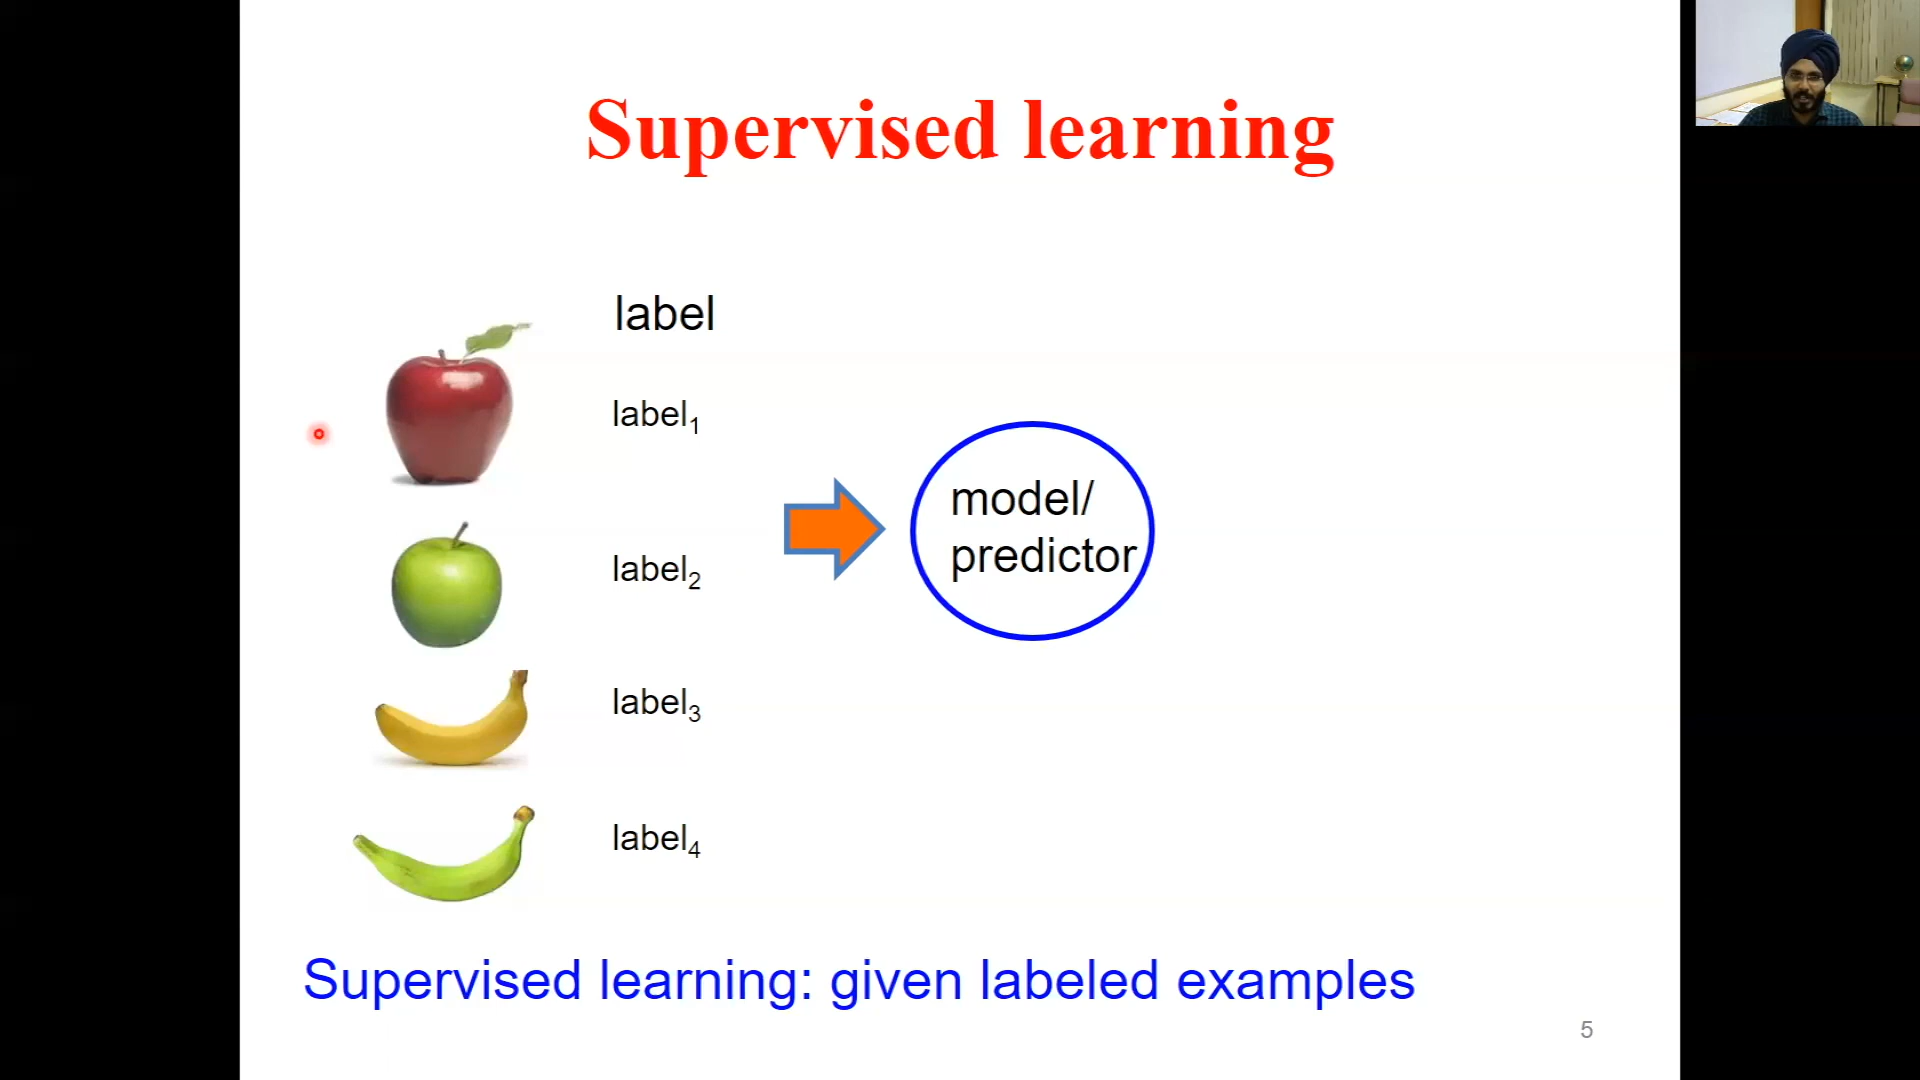 Supervised learning
label
label₁
label₂
label₃
label₄
model/
predictor
Supervised learning: given labeled examples
5